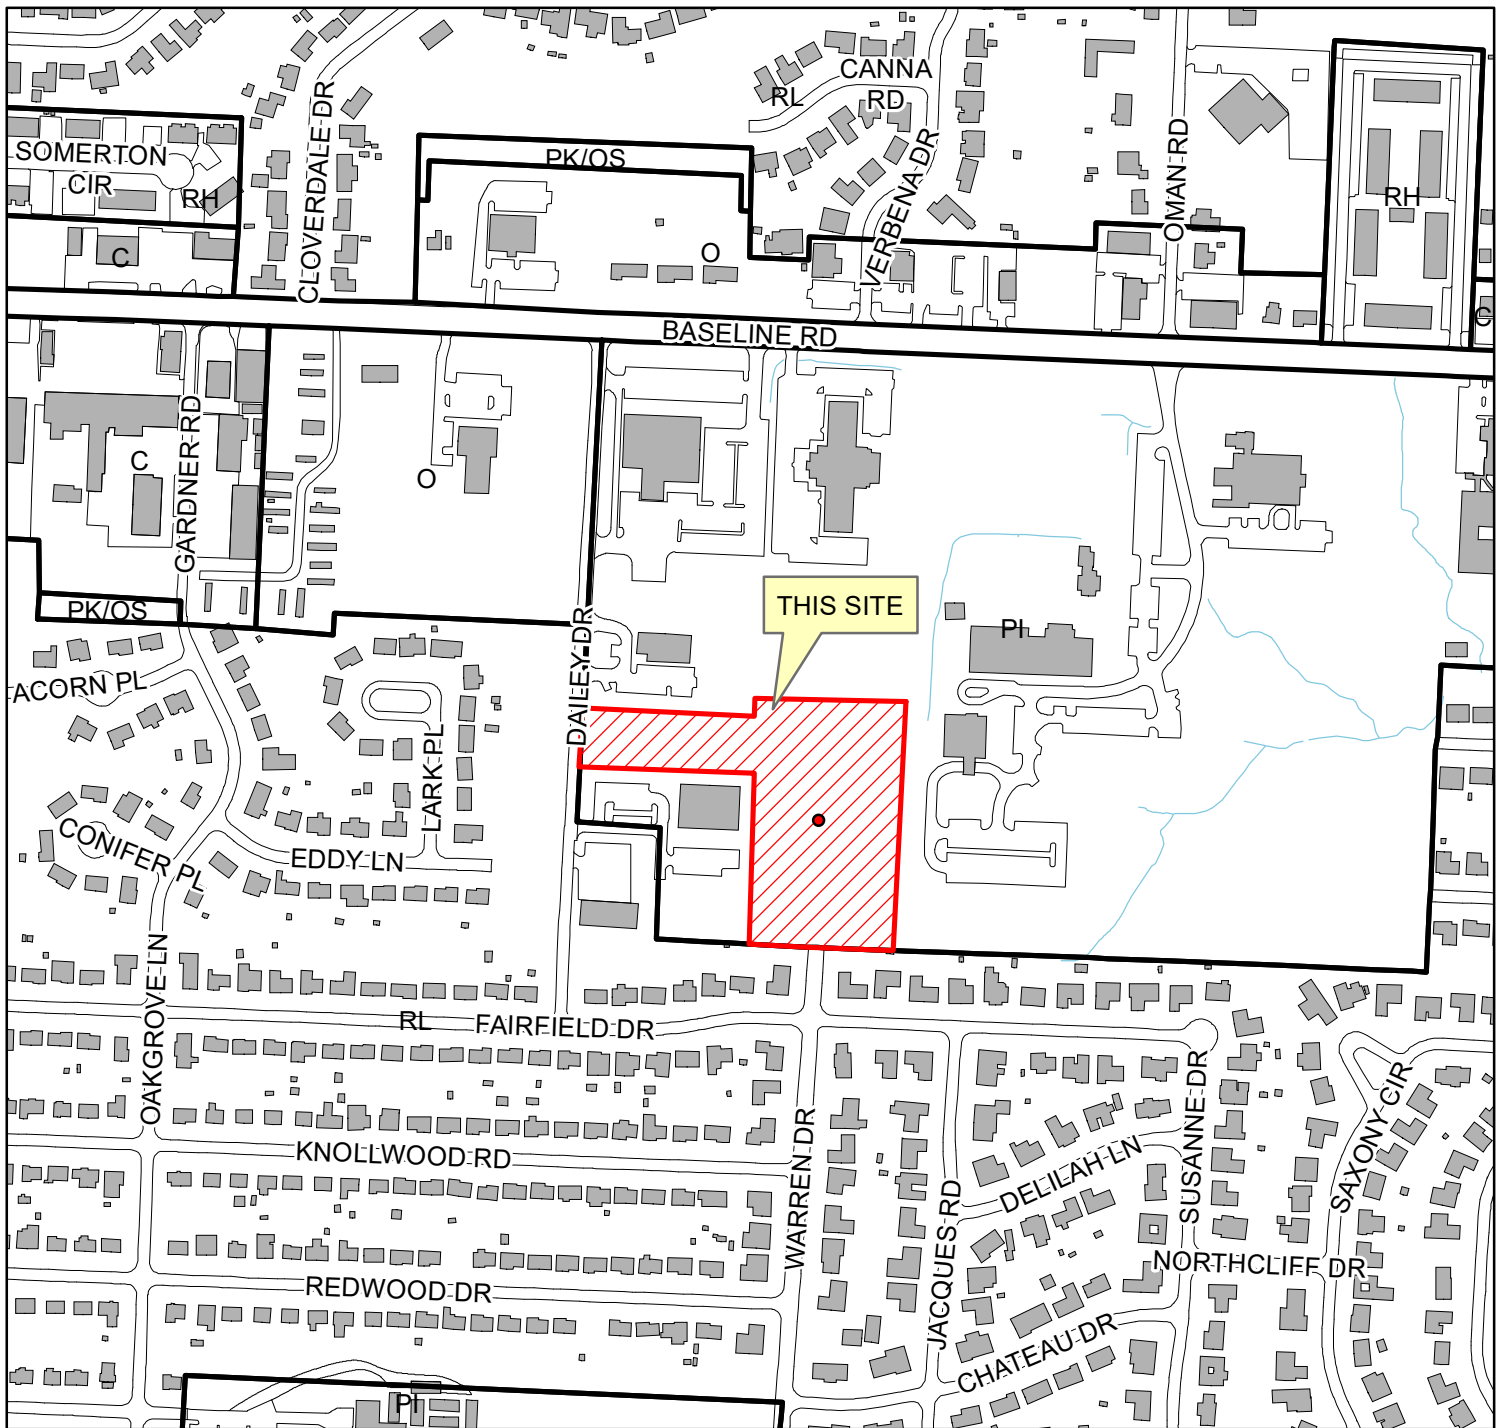 CANNA
RD
RL
CLOVERDALE DR
VERBENA DR
OMAN RD
SOMERTON
CIR
RH
PK/OS
RH
C
O
C
BASELINE RD
GARDNER RD
C
O
THIS SITE
PK/OS
DAILEY DR
PI
ACORN PL
LARK PL
CONIFER PL
EDDY LN
OAKGROVE LN
RL
FAIRFIELD DR
WARREN DR
SUSANNE DR
SAXONY CIR
KNOLLWOOD RD
DELILAH LN
JACQUES RD
NORTHCLIFF DR
REDWOOD DR
CHATEAU DR
PI